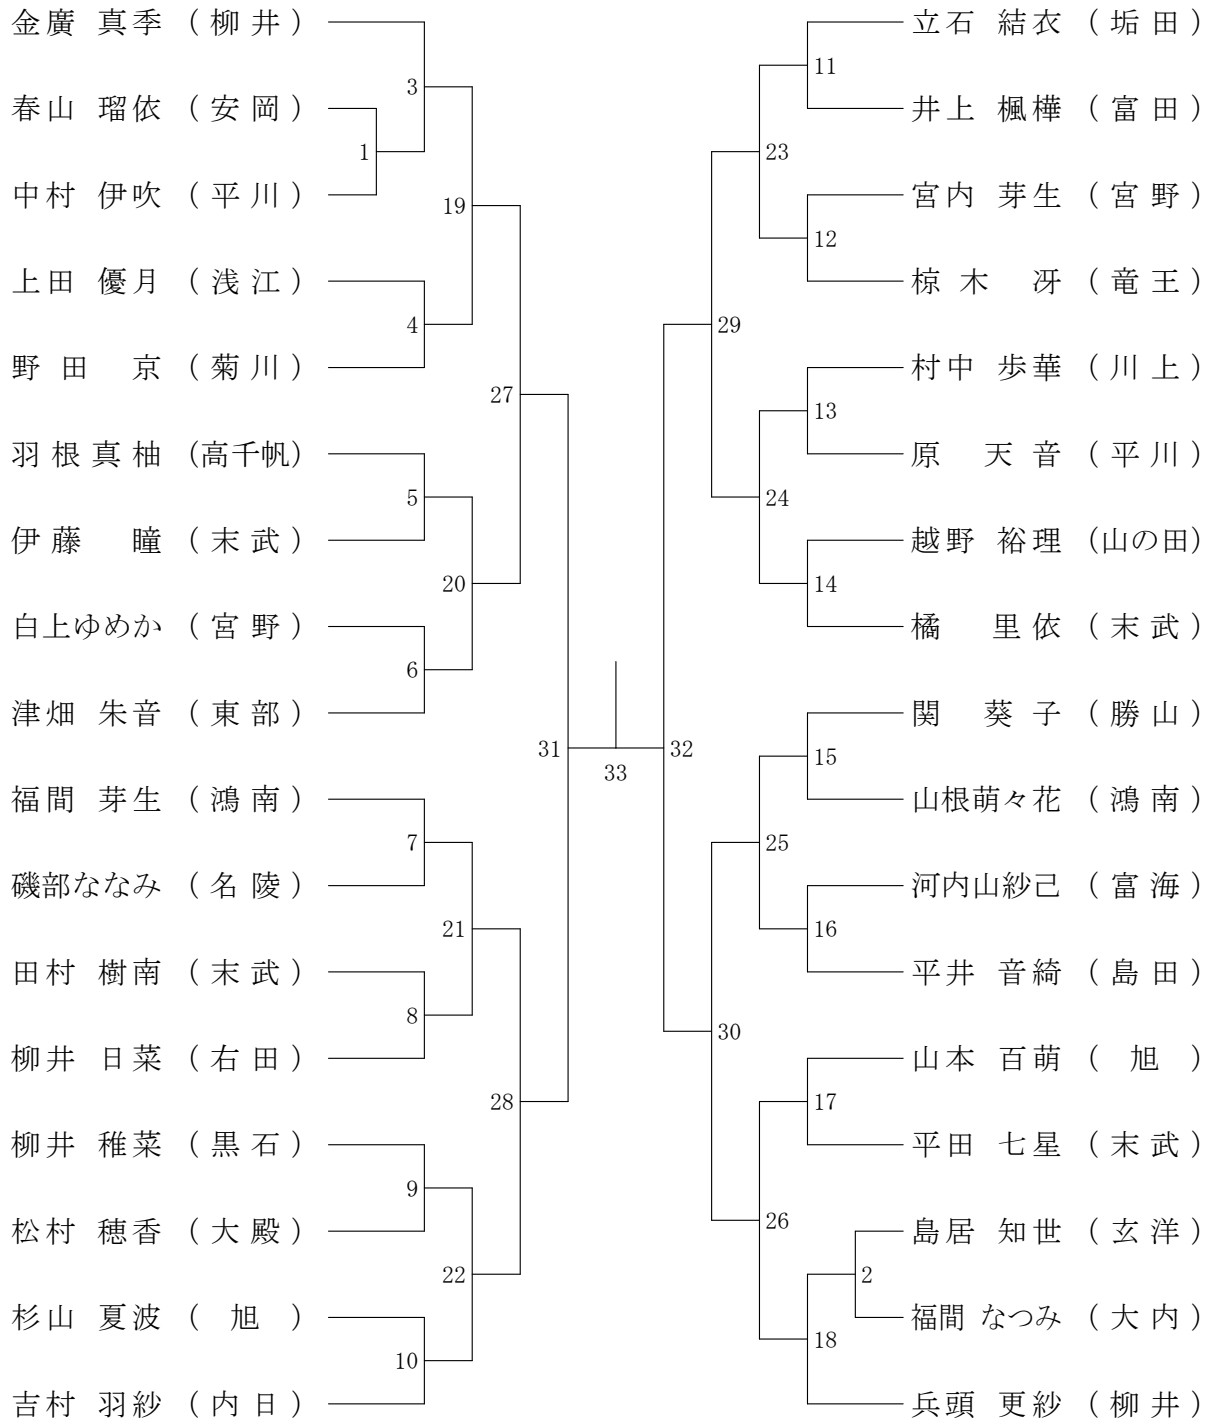 金廣 真季 （ 柳 井 ）
春山 瑠依 （ 安 岡 ）
中村 伊吹 （ 平 川 ）
上田 優月 （ 浅 江 ）
野 田 京 （ 菊 川 ）
羽 根 真 柚 (高千帆)
伊 藤 瞳 （ 末 武 ）
白上ゆめか （ 宮 野 ）
津畑 朱音 （ 東 部 ）
福間 芽生 （ 鴻 南 ）
磯部ななみ （ 名 陵 ）
田村 樹南 （ 末 武 ）
柳井 日菜 （ 右 田 ）
柳井 稚菜 （ 黒 石 ）
松村 穂香 （ 大 殿 ）
杉山 夏波 （ 旭 ）
吉村 羽紗 （ 内 日 ）
1
3
4
5
6
7
8
9
10
19
20
21
22
27
28
31
33
32
29
30
23
24
25
26
11
12
13
14
15
16
17
2
18
立石 結衣 （ 垢 田 ）
井上 楓樺 （ 富 田 ）
宮内 芽生 （ 宮 野 ）
椋 木 冴 （ 竜 王 ）
村中 歩華 （ 川 上 ）
原 天 音 （ 平 川 ）
越野 裕理 (山の田)
橘 里 依 （ 末 武 ）
関 葵 子 （ 勝 山 ）
山根萌々花 （ 鴻 南 ）
河内山紗己 （ 富 海 ）
平井 音綺 （ 島 田 ）
山本 百萌 （ 旭 ）
平田 七星 （ 末 武 ）
島居 知世 （ 玄 洋 ）
福間 なつみ （ 大 内 ）
兵頭 更紗 （ 柳 井 ）